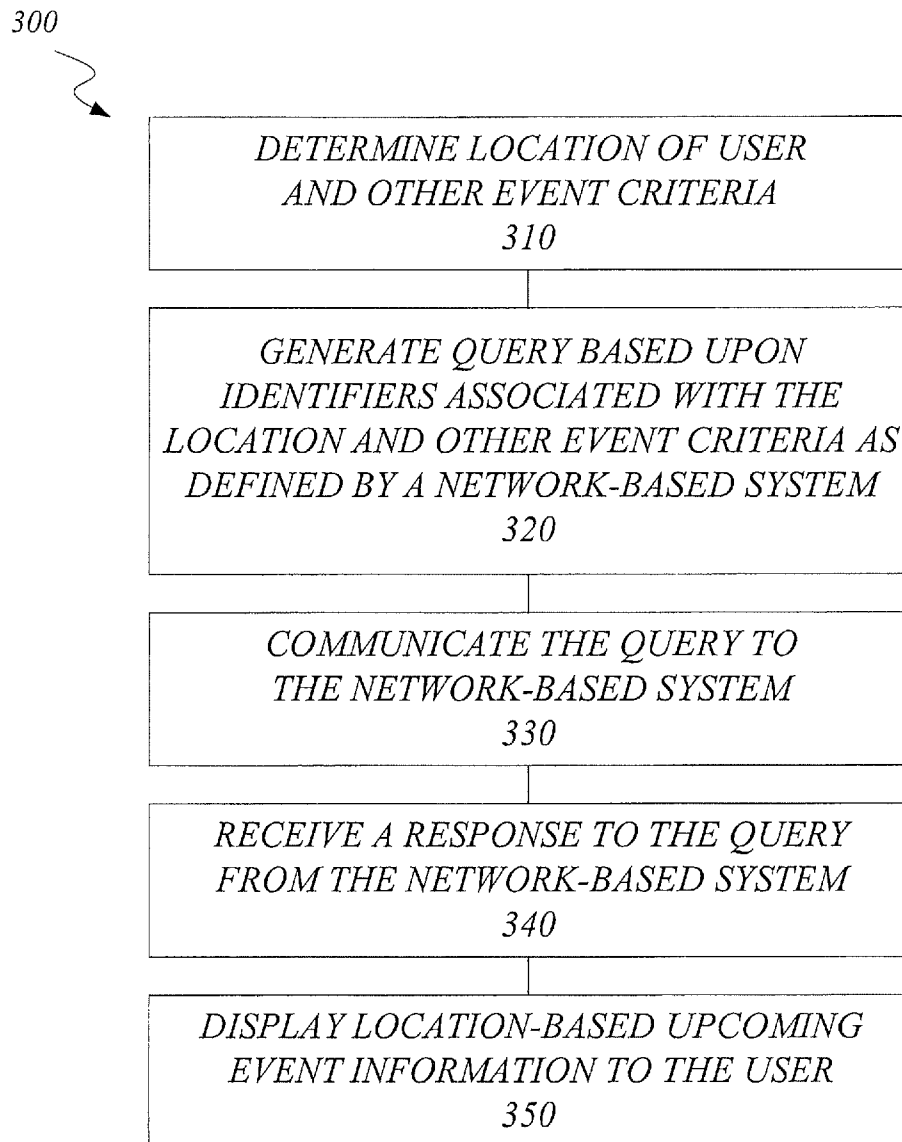 300
DETERMINE LOCATION OF USER
AND OTHER EVENT CRITERIA
310
GENERATE QUERY BASED UPON
IDENTIFIERS ASSOCIATED WITH THE
LOCATION AND OTHER EVENT CRITERIA AS
DEFINED BY A NETWORK-BASED SYSTEM
320
COMMUNICATE THE QUERY TO
THE NETWORK-BASED SYSTEM
330
RECEIVE A RESPONSE TO THE QUERY
FROM THE NETWORK-BASED SYSTEM
340
DISPLAY LOCATION-BASED UPCOMING
EVENT INFORMATION TO THE USER
350